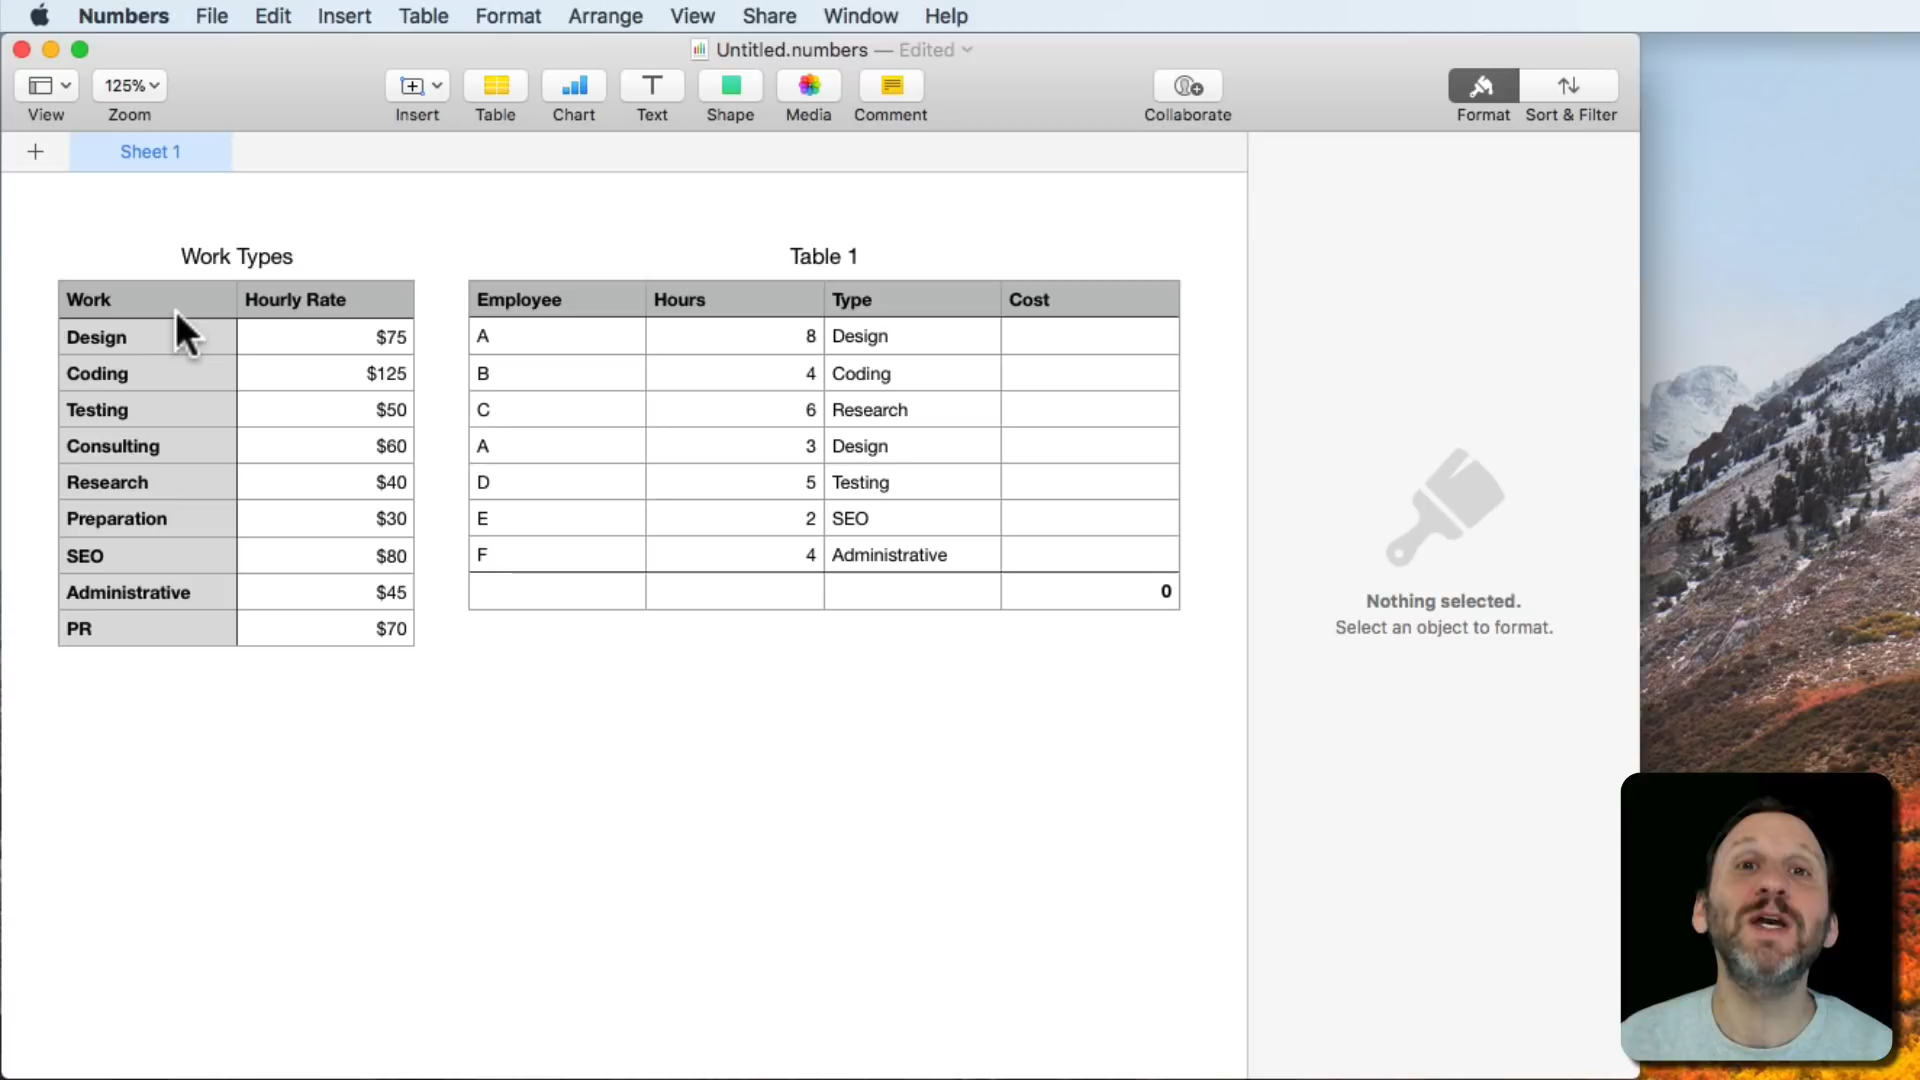 Numbers File Edit Insert Table Format Arrange View Share Window Help
Untitled.numbers — Edited
125%
View Zoom Insert Table Chart Text Shape Media Comment Collaborate Format Sort & Filter
Sheet 1
Work Types
Work Hourly Rate
Design $75
Coding $125
Testing $50
Consulting $60
Research $40
Preparation $30
SEO $80
Administrative $45
PR $70
Table 1
Employee Hours Type Cost
A 8 Design
B 4 Coding
C 6 Research
A 3 Design
D 5 Testing
E 2 SEO
F 4 Administrative
0
Nothing selected.
Select an object to format.